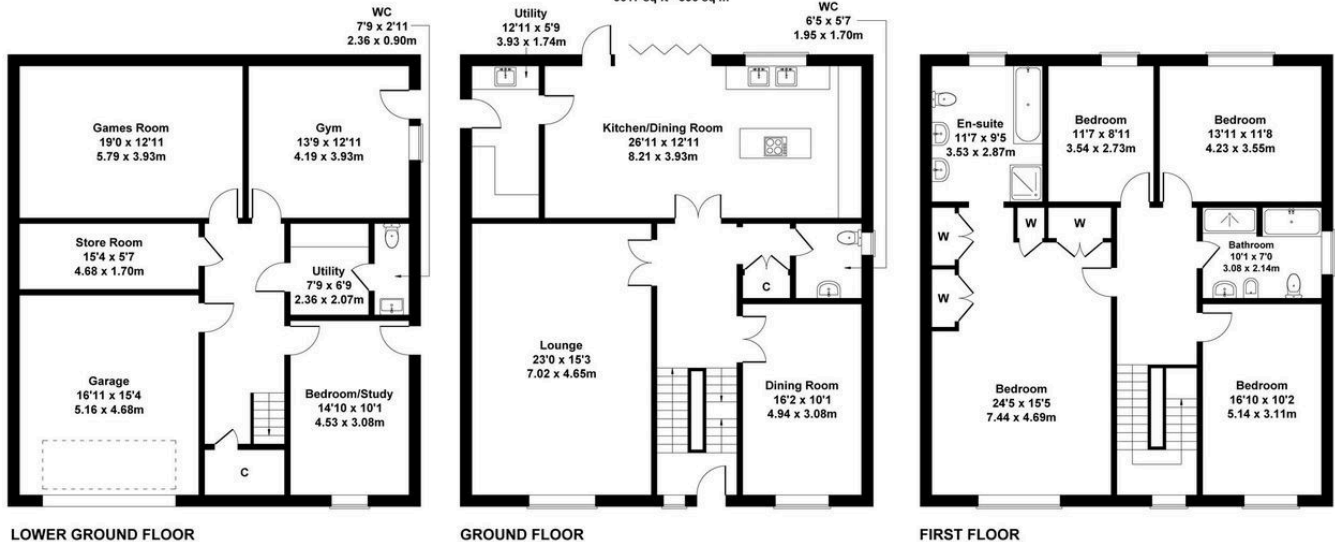 WC
7'9 x 2'11
2.36 x 0.90m
Games Room
19'0 x 12'11
5.79 x 3.93m
Gym
13'9 x 12'11
4.19 x 3.93m
Store Room
15'4 x 5'7
4.68 x 1.70m
Utility
7'9 x 6'9
2.36 x 2.07m
Garage
16'11 x 15'4
5.16 x 4.68m
Bedroom/Study
14'10 x 10'1
4.53 x 3.08m
C
LOWER GROUND FLOOR
Utility
12'11 x 5'9
3.93 x 1.74m
WC
6'5 x 5'7
1.95 x 1.70m
Kitchen/Dining Room
26'11 x 12'11
8.21 x 3.93m
C
Lounge
23'0 x 15'3
7.02 x 4.65m
Dining Room
16'2 x 10'1
4.94 x 3.08m
GROUND FLOOR
En-suite
11'7 x 9'5
3.53 x 2.87m
Bedroom
11'7 x 8'11
3.54 x 2.73m
Bedroom
13'11 x 11'8
4.23 x 3.55m
W
W
W
W
Bathroom
10'1 x 7'0
3.08 x 2.14m
Bedroom
24'5 x 15'5
7.44 x 4.69m
Bedroom
16'10 x 10'2
5.14 x 3.11m
FIRST FLOOR